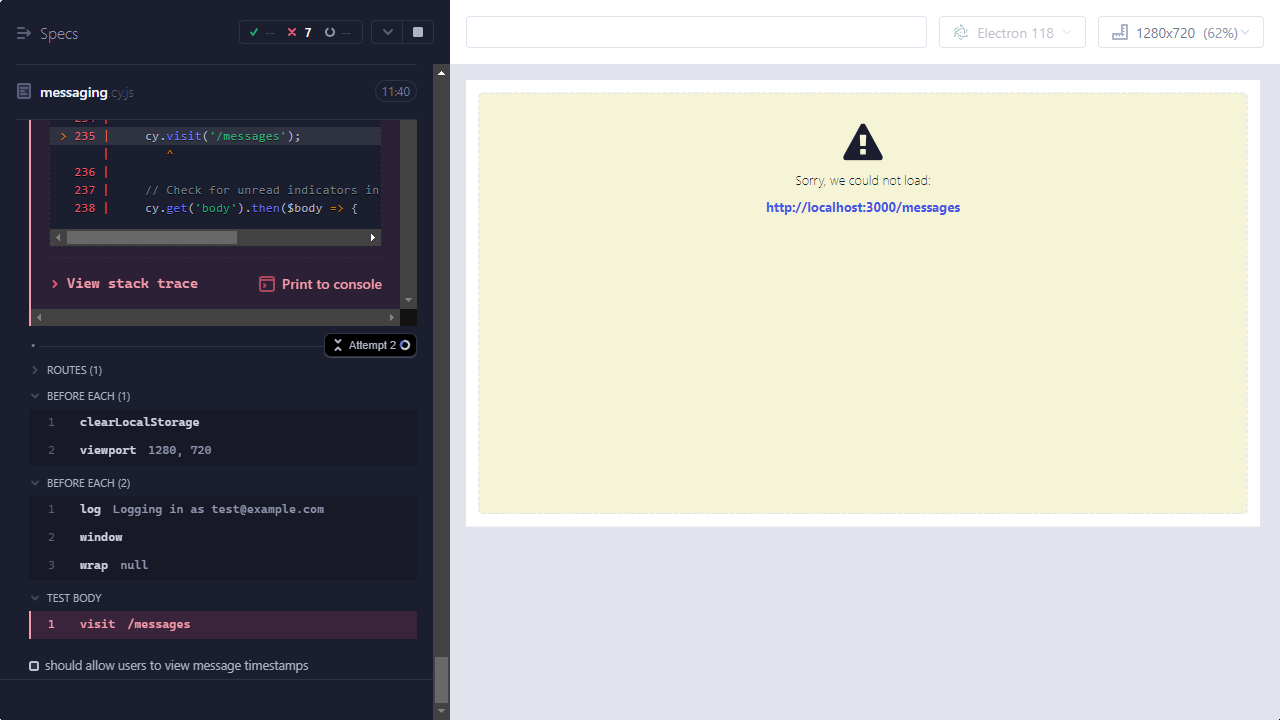 Specs
-- 7 --
messaging.cy.js 11:40
> 235 | cy.visit('/messages');
| ^
236 |
237 | // Check for unread indicators in
238 | cy.get('body').then($body => {
View stack trace
Print to console
Attempt 2
ROUTES (1)
BEFORE EACH (1)
1 clearLocalStorage
2 viewport 1280, 720
BEFORE EACH (2)
1 log Logging in as test@example.com
2 window
3 wrap null
TEST BODY
1 visit /messages
should allow users to view message timestamps
Electron 118
1280x720 (62%)
Sorry, we could not load:
http://localhost:3000/messages